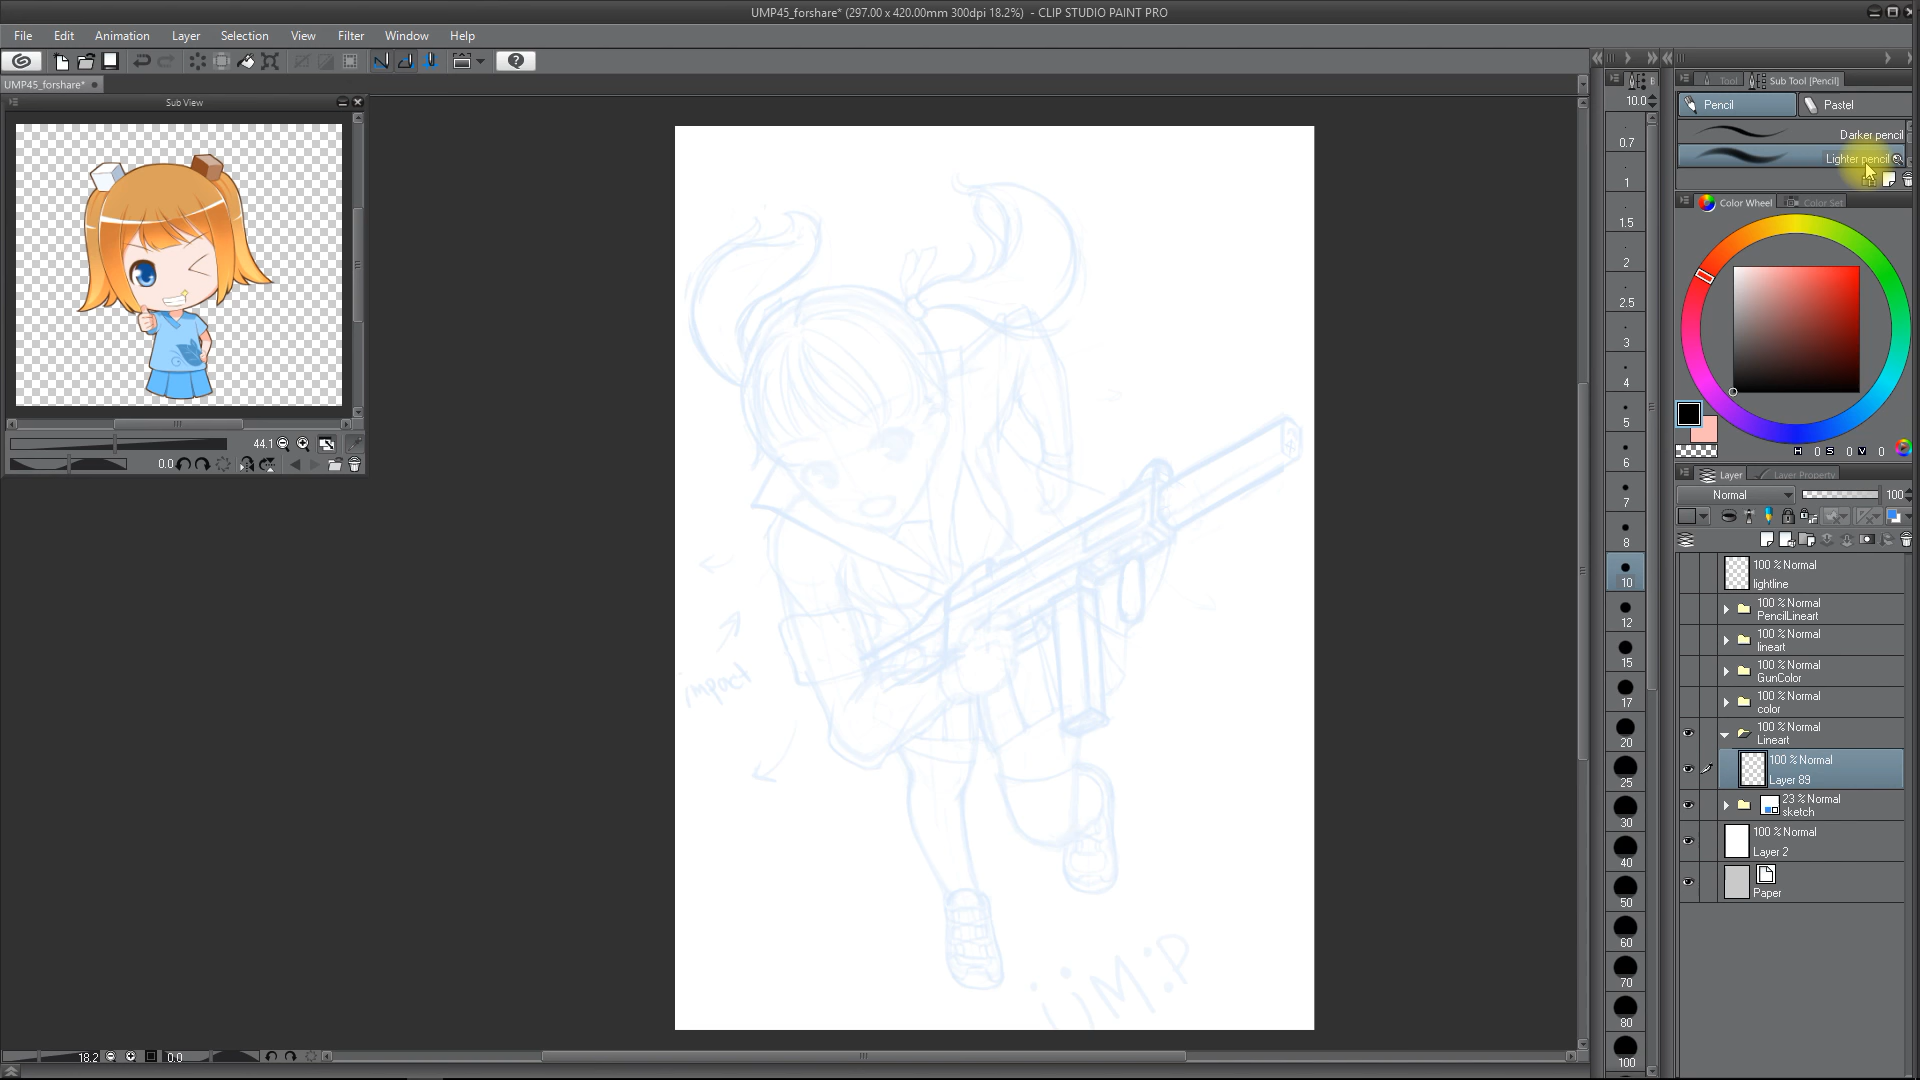 UMP45_forshare* (297.00 x 420.00mm 300dpi 18.2%) - CLIP STUDIO PAINT PRO
File Edit Animation Layer Selection View Filter Window Help
UMP45_forshare*
Sub View
44.1
0.0
impact
UMP
18.2
0.0
10.0
0.7
1
1.5
2
2.5
3
4
5
6
7
8
10
12
15
17
20
25
30
40
50
60
70
80
100
Tool Sub Tool [Pencil]
Pencil Pastel
Darker pencil
Lighter pencil
Color Wheel Color Set
H 0 S 0 V 0
Layer Layer Property
Normal 100
100 % Normal
lightline
100 % Normal
PencilLineart
100 % Normal
lineart
100 % Normal
GunColor
100 % Normal
color
100 % Normal
Lineart
100 % Normal
Layer 89
23 % Normal
sketch
100 % Normal
Layer 2
Paper